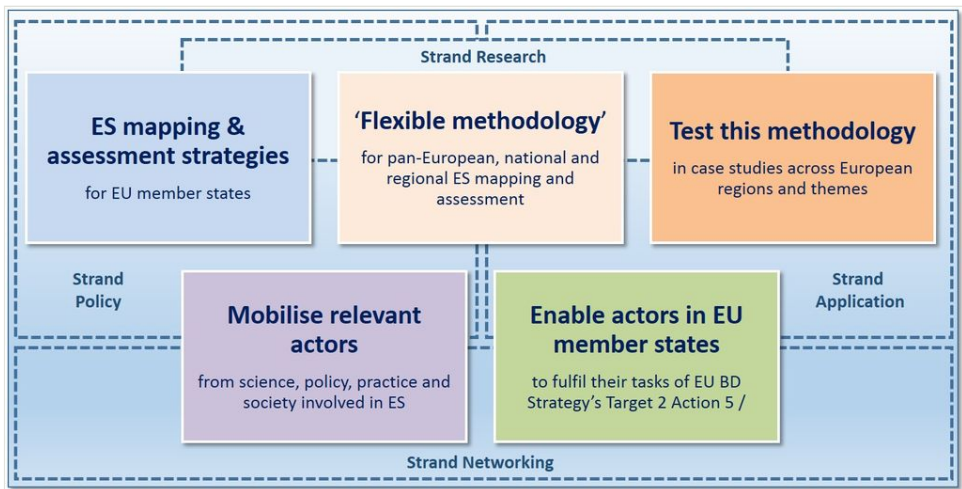 Strand Research
ES mapping &
assessment strategies
for EU member states
‘Flexible methodology’
for pan-European, national and
regional ES mapping and
assessment
Test this methodology
in case studies across European
regions and themes
Strand
Policy
Mobilise relevant
actors
from science, policy, practice and
society involved in ES
Enable actors in EU
member states
to fulfil their tasks of EU BD
Strategy’s Target 2 Action 5 /
Strand
Application
Strand Networking